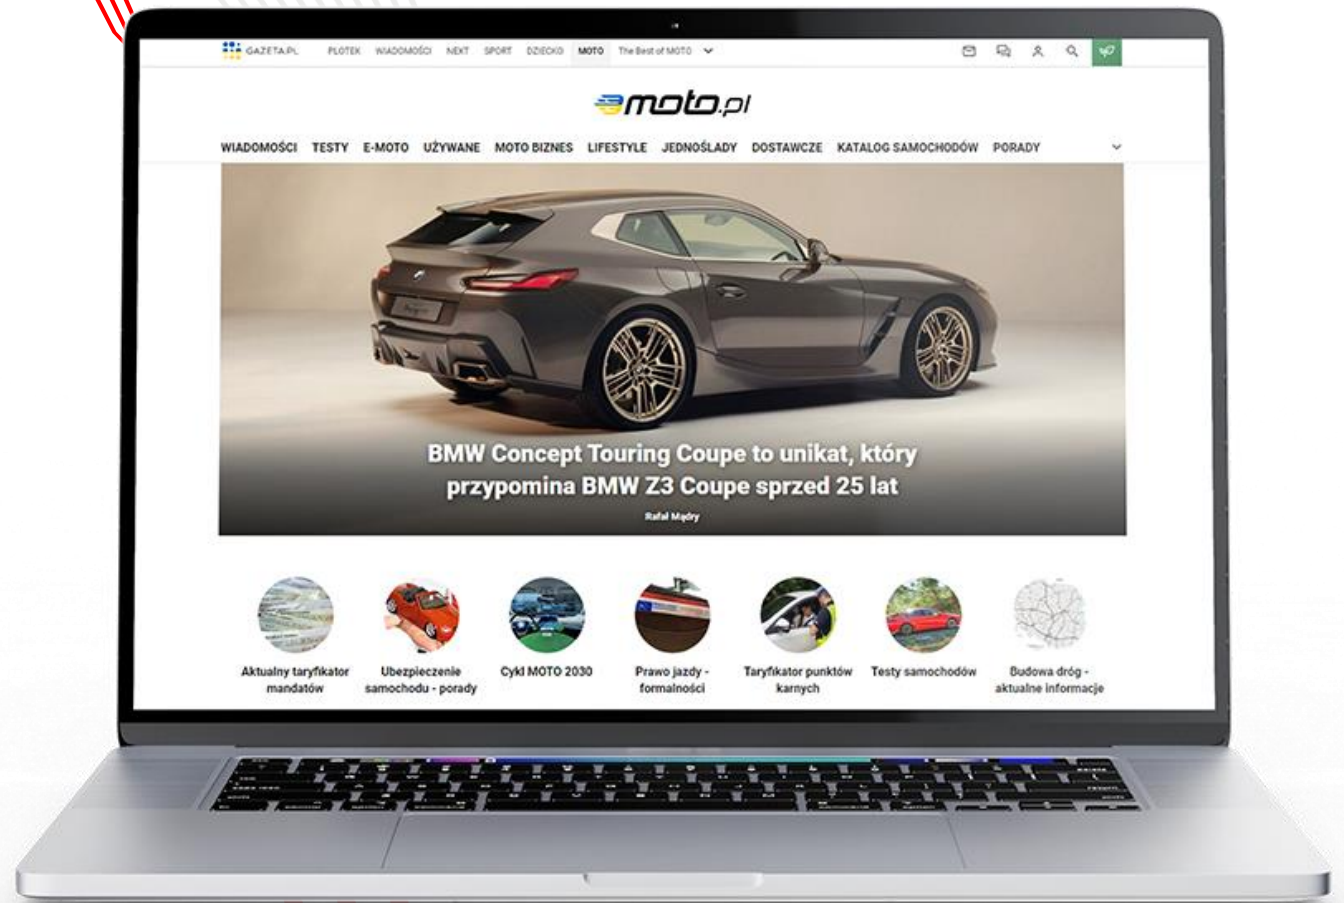 GAZETA.PL PLOTEK WIADOMOŚCI NEXT SPORT DZIECKO MOTO The Best of MOTO
moto.pl
WIADOMOŚCI TESTY E-MOTO UŻYWANE MOTO BIZNES LIFESTYLE JEDNOŚLADY DOSTAWCZE KATALOG SAMOCHODÓW PORADY
BMW Concept Touring Coupe to unikat, który
przypomina BMW Z3 Coupe sprzed 25 lat
Rafał Mądry
Aktualny taryfikator
mandatów
Ubezpieczenie
samochodu - porady
Cykl MOTO 2030
Prawo jazdy -
formalności
Taryfikator punktów
karnych
Testy samochodów
Budowa dróg -
aktualne informacje